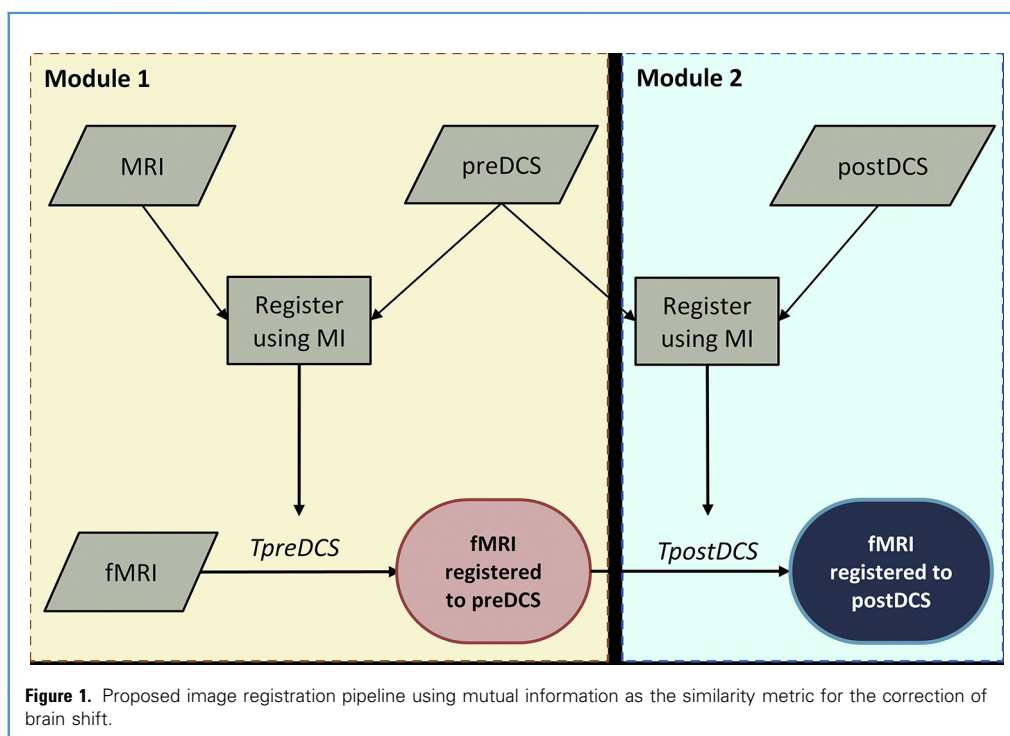 Module 1
Module 2
MRI
preDCS
postDCS
Register
using MI
Register
using MI
fMRI
TpreDCS
fMRI
registered
to preDCS
TpostDCS
fMRI
registered to
postDCS
Figure 1. Proposed image registration pipeline using mutual information as the similarity metric for the correction of
brain shift.